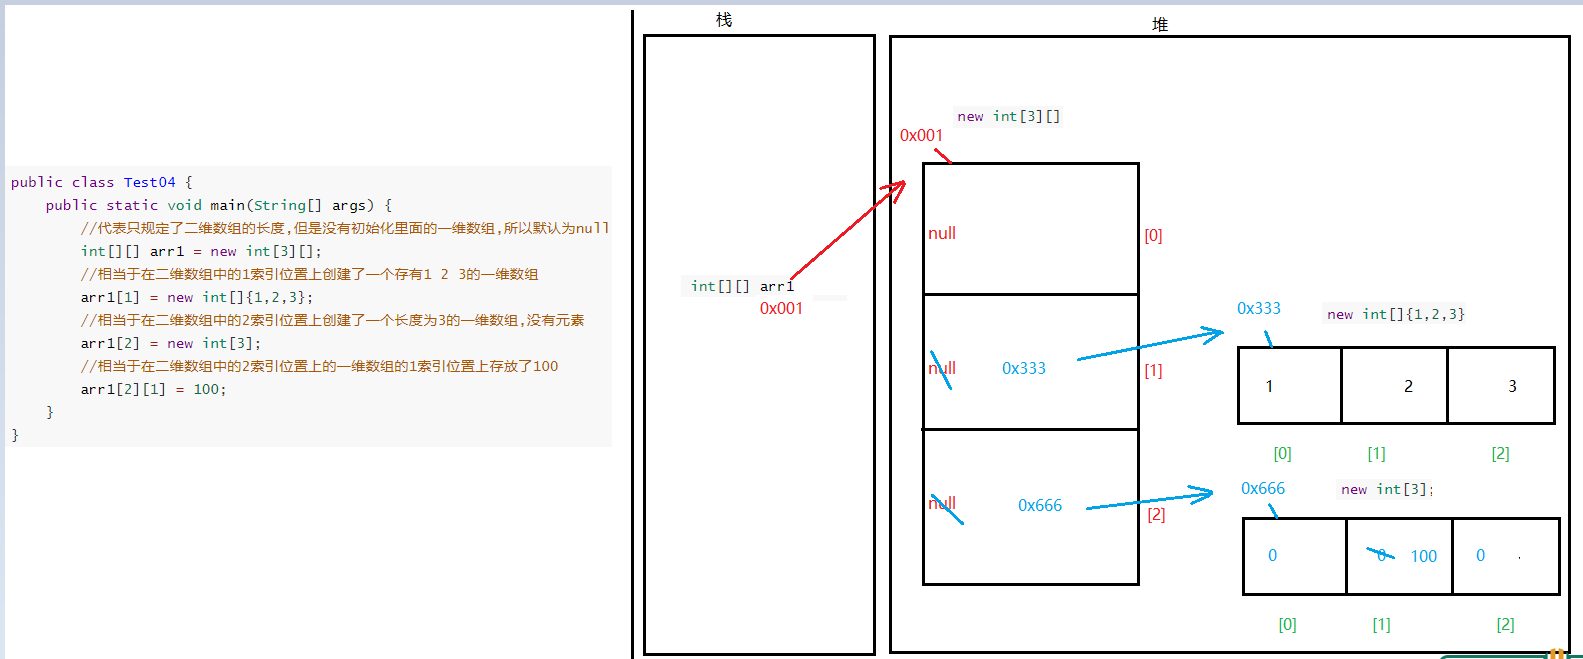 public class Test04 {
public static void main(String[] args) {
//代表只规定了二维数组的长度,但是没有初始化里面的一维数组,所以默认为null
int[][] arr1 = new int[3][];
//相当于在二维数组中的1索引位置上创建了一个存有1 2 3的一维数组
arr1[1] = new int[]{1,2,3};
//相当于在二维数组中的2索引位置上创建了一个长度为3的一维数组,没有元素
arr1[2] = new int[3];
//相当于在二维数组中的2索引位置上的一维数组的1索引位置上存放了100
arr1[2][1] = 100;
}
}
栈
int[][] arr1
0x001
堆
new int[3][]
0x001
null
[0]
null 0x333
[1]
null 0x666
[2]
0x333
new int[]{1,2,3}
1 2 3
[0] [1] [2]
0x666
new int[3];
0 0 100 0
[0] [1] [2]